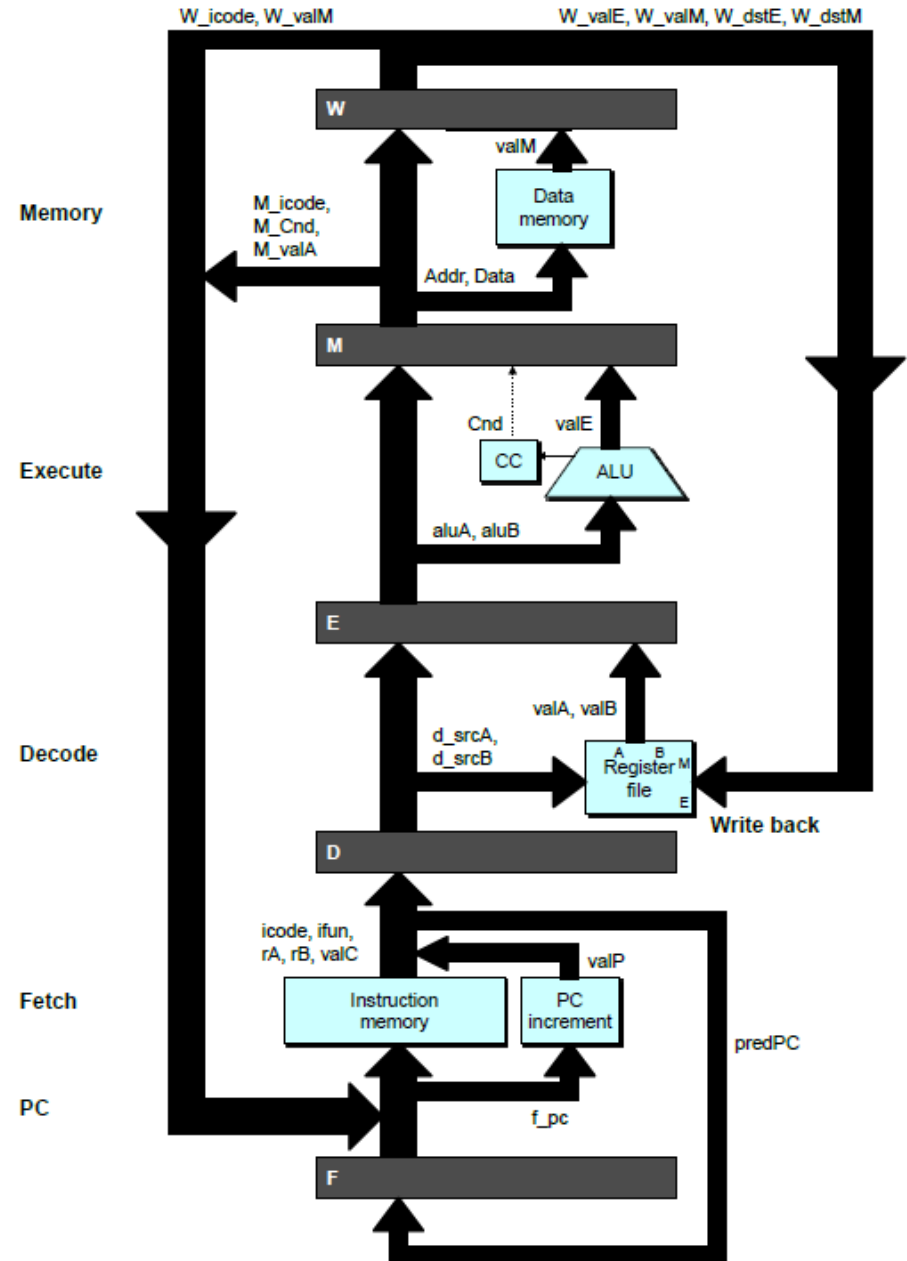 W_icode, W_valM
W_valE, W_valM, W_dstE, W_dstM
W
valM
Memory
M_icode,
M_Cnd,
M_valA
Data
memory
Addr, Data
M
Cnd
valE
Execute
CC
ALU
aluA, aluB
E
valA, valB
Decode
d_srcA,
d_srcB
A B
Register M
file
E
Write back
D
icode, ifun,
rA, rB, valC
valP
Fetch
Instruction
memory
PC
increment
predPC
PC
f_pc
F